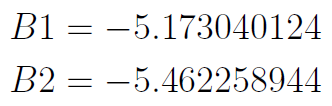 B1 = −5.173040124
B2 = −5.462258944